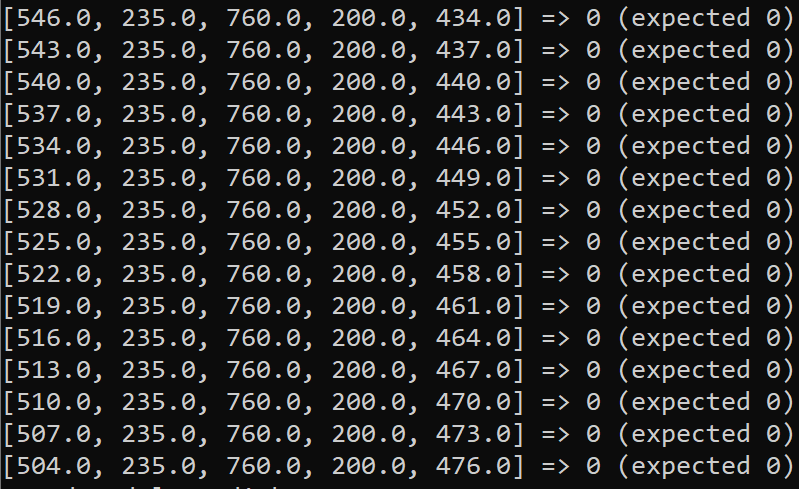 [546.0, 235.0, 760.0, 200.0, 434.0] => 0 (expected 0)
[543.0, 235.0, 760.0, 200.0, 437.0] => 0 (expected 0)
[540.0, 235.0, 760.0, 200.0, 440.0] => 0 (expected 0)
[537.0, 235.0, 760.0, 200.0, 443.0] => 0 (expected 0)
[534.0, 235.0, 760.0, 200.0, 446.0] => 0 (expected 0)
[531.0, 235.0, 760.0, 200.0, 449.0] => 0 (expected 0)
[528.0, 235.0, 760.0, 200.0, 452.0] => 0 (expected 0)
[525.0, 235.0, 760.0, 200.0, 455.0] => 0 (expected 0)
[522.0, 235.0, 760.0, 200.0, 458.0] => 0 (expected 0)
[519.0, 235.0, 760.0, 200.0, 461.0] => 0 (expected 0)
[516.0, 235.0, 760.0, 200.0, 464.0] => 0 (expected 0)
[513.0, 235.0, 760.0, 200.0, 467.0] => 0 (expected 0)
[510.0, 235.0, 760.0, 200.0, 470.0] => 0 (expected 0)
[507.0, 235.0, 760.0, 200.0, 473.0] => 0 (expected 0)
[504.0, 235.0, 760.0, 200.0, 476.0] => 0 (expected 0)